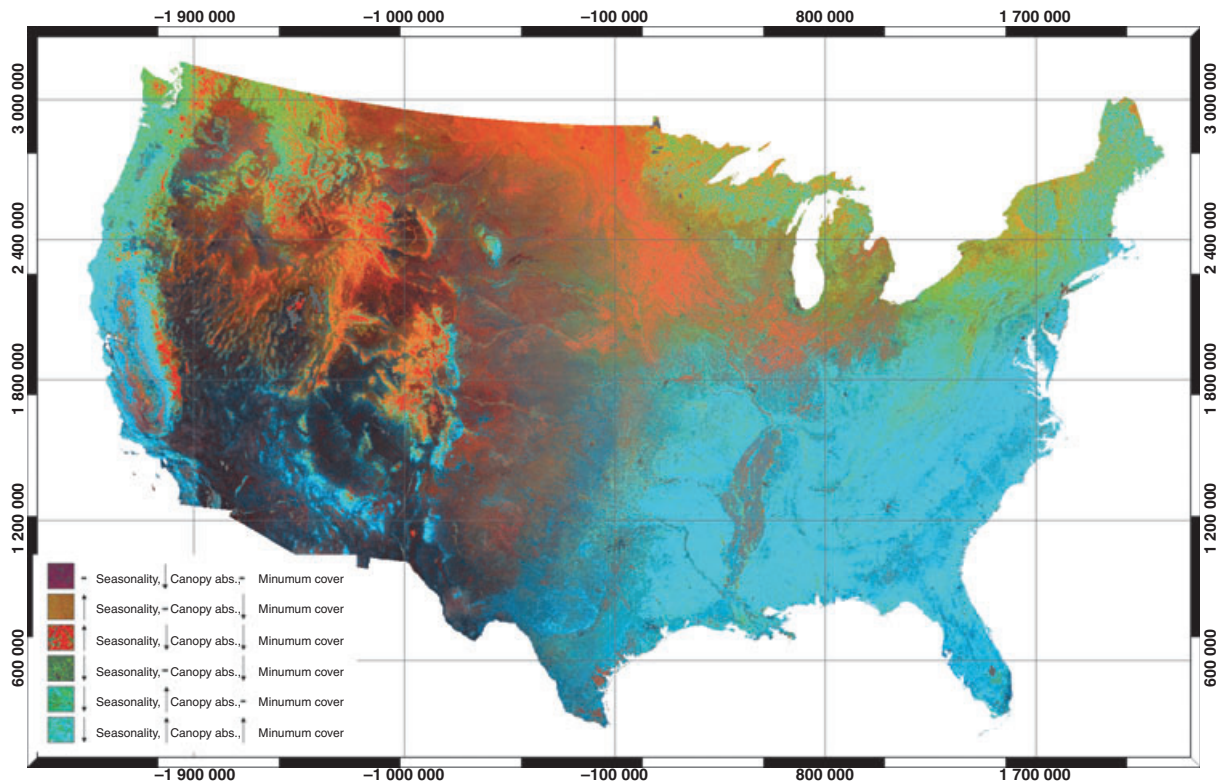 −1 900 000 −1 000 000 −100 000 800 000 1 700 000
3 000 000
2 400 000
1 800 000
1 200 000
600 000
3 000 000
2 400 000
1 800 000
1 200 000
600 000
- Seasonality, ↓ Canopy abs.,- Minumum cover
↑ Seasonality,- Canopy abs., ↓ Minumum cover
↑ Seasonality, ↓ Canopy abs., ↓ Minumum cover
↓ Seasonality,- Canopy abs., ↓ Minumum cover
↓ Seasonality, ↑ Canopy abs.,- Minumum cover
↓ Seasonality, ↑ Canopy abs., ↑ Minumum cover
−1 900 000 −1 000 000 −100 000 800 000 1 700 000